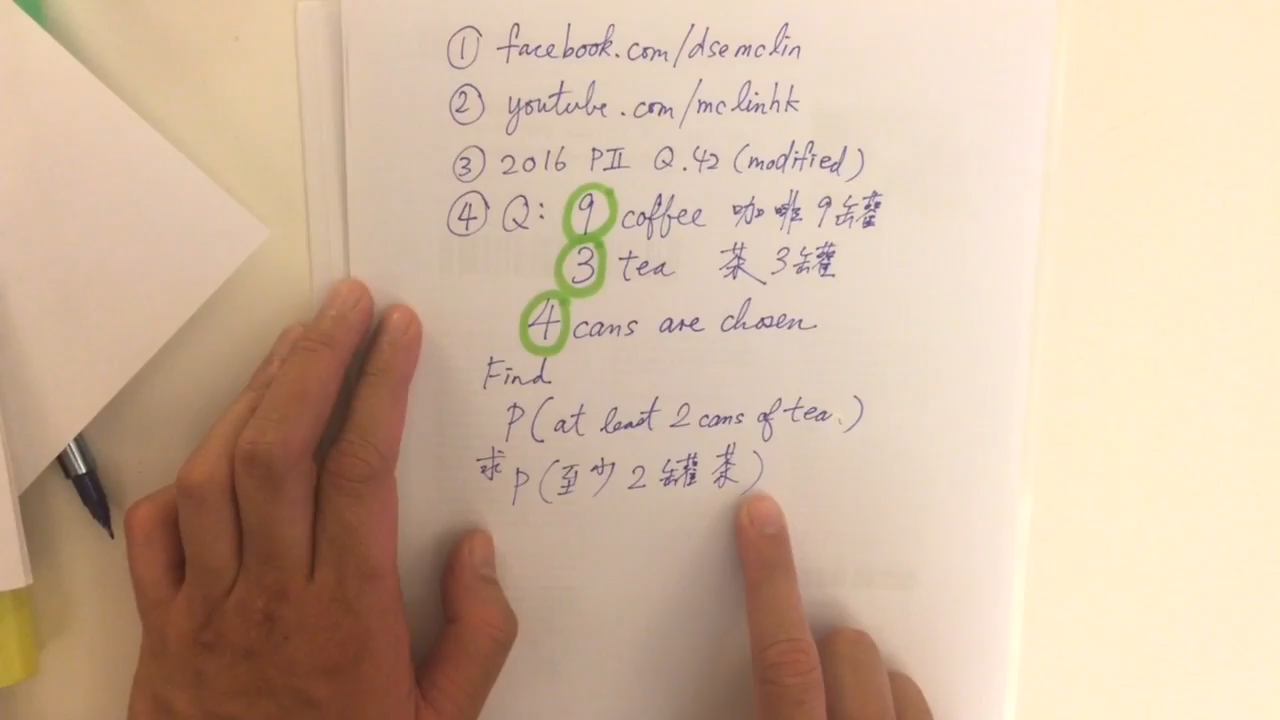 ① facebook.com/dsemclin
② youtube.com/mclinhk
③ 2016 PII Q.42 (modified)
④ Q: 9 coffee 咖啡9罐
3 tea 茶3罐
4 cans are chosen
Find
P(at least 2 cans of tea.)
求 P(至少2罐茶)